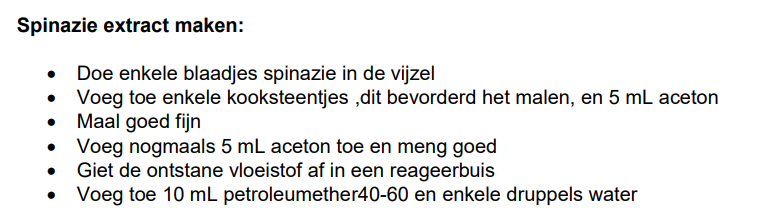 Spinazie extract maken:
• Doe enkele blaadjes spinazie in de vijzel
• Voeg toe enkele kooksteentjes ,dit bevorderd het malen, en 5 mL aceton
• Maal goed fijn
• Voeg nogmaals 5 mL aceton toe en meng goed
• Giet de ontstane vloeistof af in een reageerbuis
• Voeg toe 10 mL petroleumether40-60 en enkele druppels water